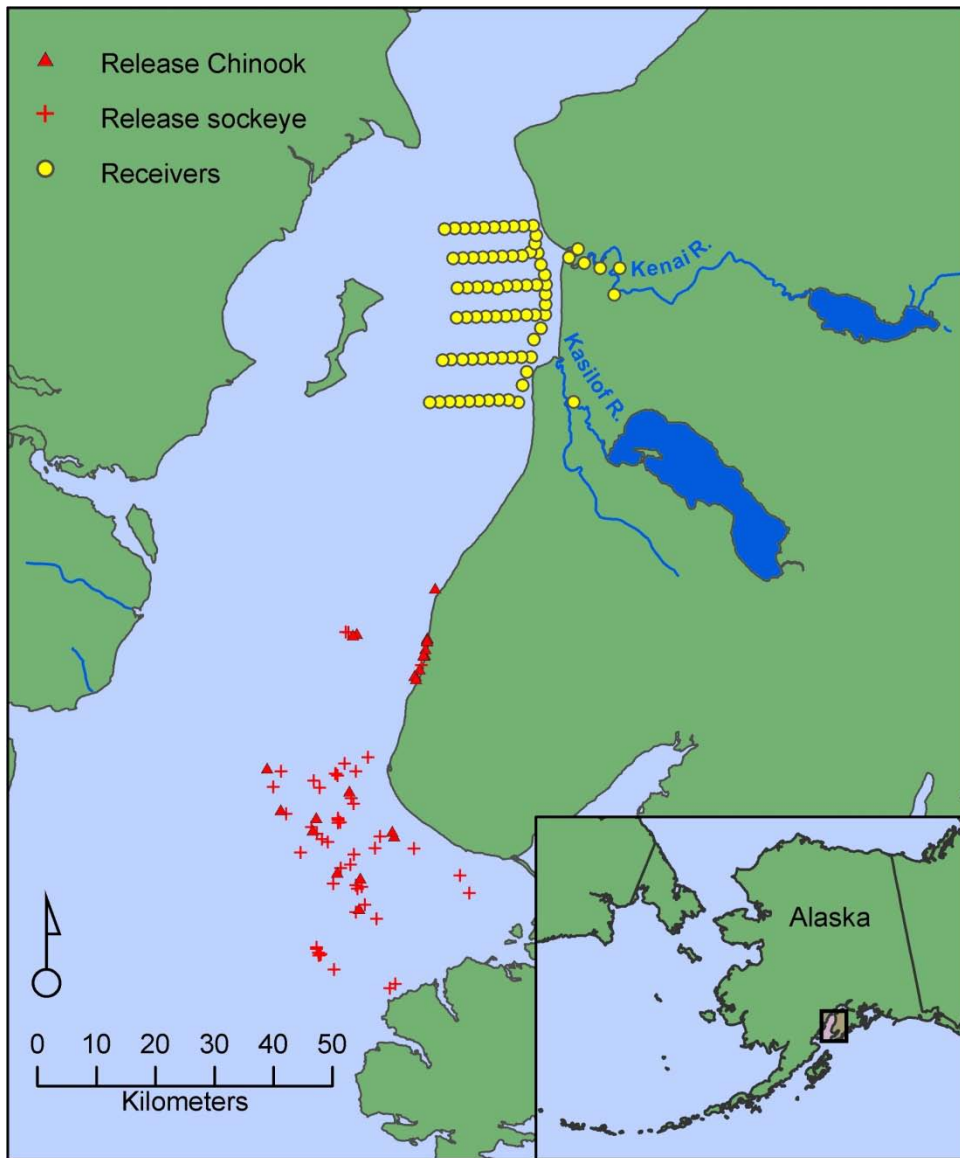 Release Chinook
Release sockeye
Receivers
Kenai R.
Kasilof R.
Alaska
0 10 20 30 40 50
Kilometers